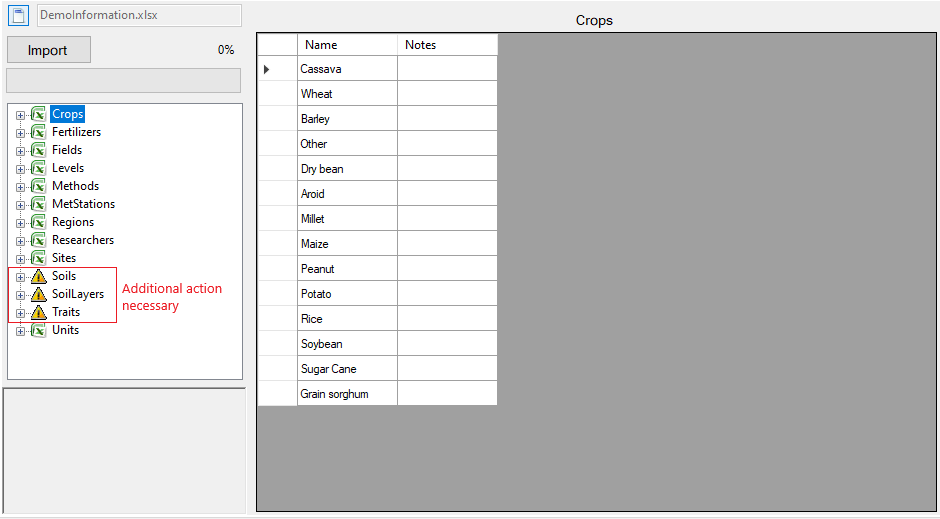 DemoInformation.xlsx
Import
0%
Crops
Fertilizers
Fields
Levels
Methods
MetStations
Regions
Researchers
Sites
Soils
SoilLayers
Traits
Units
Additional action
necessary
Crops
Name Notes
Cassava
Wheat
Barley
Other
Dry bean
Aroid
Millet
Maize
Peanut
Potato
Rice
Soybean
Sugar Cane
Grain sorghum